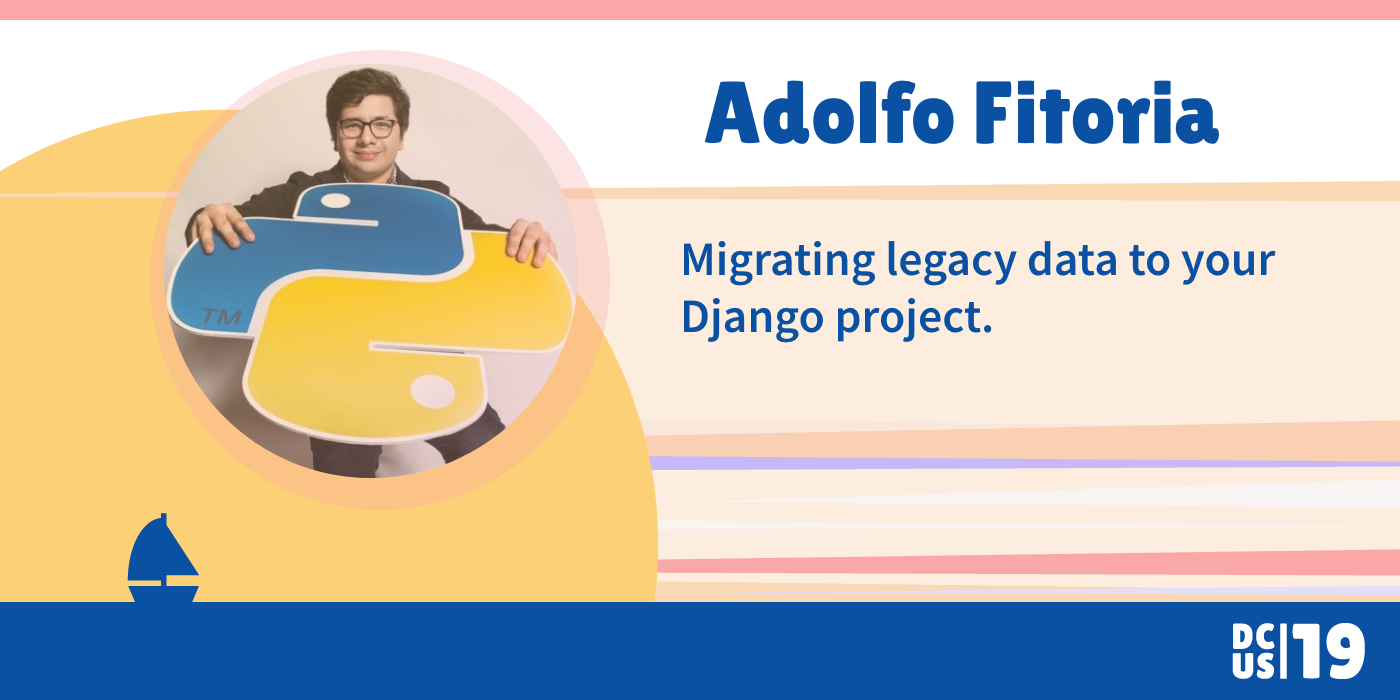 Adolfo Fitoria
Migrating legacy data to your
Django project.
TM
DC
US
19